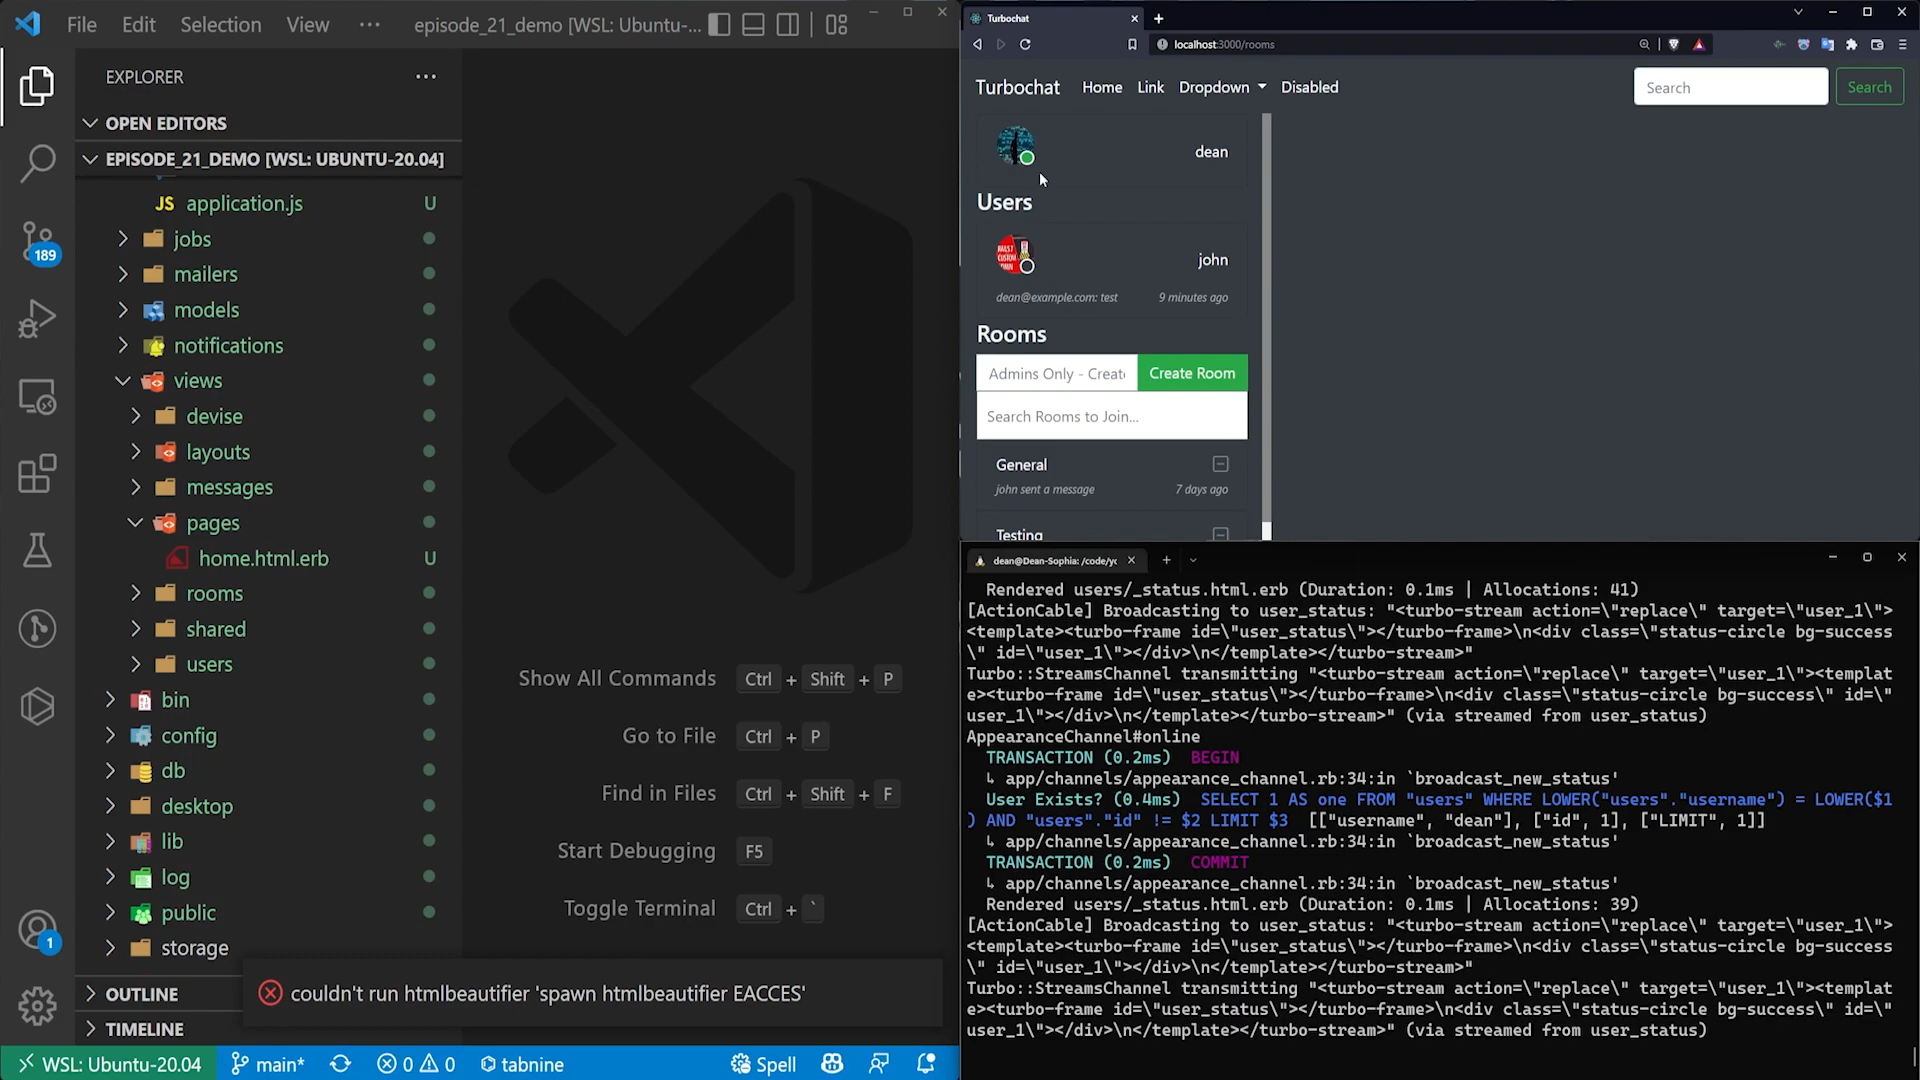 File Edit Selection View ··· episode_21_demo [WSL: Ubuntu-...
EXPLORER
OPEN EDITORS
EPISODE_21_DEMO [WSL: UBUNTU-20.04]
JS application.js U
jobs
mailers
models
notifications
views
devise
layouts
messages
pages
home.html.erb U
rooms
shared
users
bin
config
db
desktop
lib
log
public
storage
OUTLINE
TIMELINE
189
1
Show All Commands Ctrl + Shift + P
Go to File Ctrl + P
Find in Files Ctrl + Shift + F
Start Debugging F5
Toggle Terminal Ctrl + `
couldn't run htmlbeautifier 'spawn htmlbeautifier EACCES'
WSL: Ubuntu-20.04 main* 0 0 tabnine Spell
Turbochat
localhost:3000/rooms
Turbochat Home Link Dropdown Disabled Search Search
dean
Users
john
dean@example.com: test 9 minutes ago
Rooms
Admins Only - Create Create Room
Search Rooms to Join...
General
john sent a message 7 days ago
Testing
dean@Dean-Sophia: /code/yc
Rendered users/_status.html.erb (Duration: 0.1ms | Allocations: 41)
[ActionCable] Broadcasting to user_status: "<turbo-stream action=\"replace\" target=\"user_1\">
<template><turbo-frame id=\"user_status\"></turbo-frame>\n<div class=\"status-circle bg-success
\" id=\"user_1\"></div>\n</template></turbo-stream>"
Turbo::StreamsChannel transmitting "<turbo-stream action=\"replace\" target=\"user_1\"><templat
e><turbo-frame id=\"user_status\"></turbo-frame>\n<div class=\"status-circle bg-success\" id=\"
user_1\"></div>\n</template></turbo-stream>" (via streamed from user_status)
AppearanceChannel#online
TRANSACTION (0.2ms) BEGIN
↳ app/channels/appearance_channel.rb:34:in `broadcast_new_status'
User Exists? (0.4ms) SELECT 1 AS one FROM "users" WHERE LOWER("users"."username") = LOWER($1
) AND "users"."id" != $2 LIMIT $3 [["username", "dean"], ["id", 1], ["LIMIT", 1]]
↳ app/channels/appearance_channel.rb:34:in `broadcast_new_status'
TRANSACTION (0.2ms) COMMIT
↳ app/channels/appearance_channel.rb:34:in `broadcast_new_status'
Rendered users/_status.html.erb (Duration: 0.1ms | Allocations: 39)
[ActionCable] Broadcasting to user_status: "<turbo-stream action=\"replace\" target=\"user_1\">
<template><turbo-frame id=\"user_status\"></turbo-frame>\n<div class=\"status-circle bg-success
\" id=\"user_1\"></div>\n</template></turbo-stream>"
Turbo::StreamsChannel transmitting "<turbo-stream action=\"replace\" target=\"user_1\"><templat
e><turbo-frame id=\"user_status\"></turbo-frame>\n<div class=\"status-circle bg-success\" id=\"
user_1\"></div>\n</template></turbo-stream>" (via streamed from user_status)